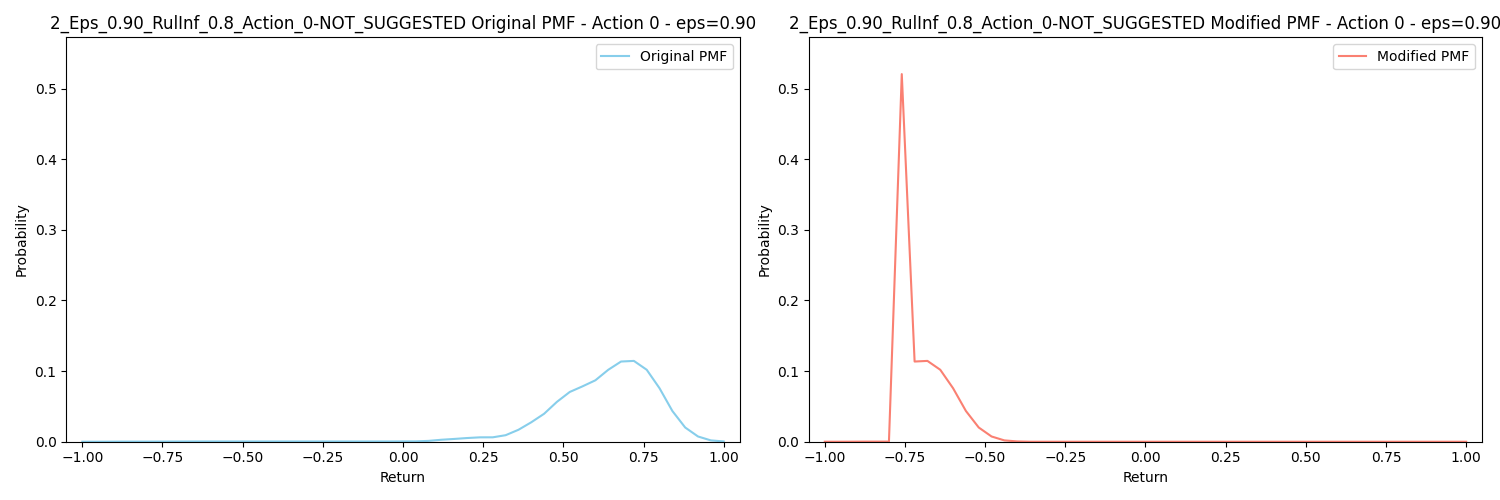 2_Eps_0.90_RulInf_0.8_Action_0-NOT_SUGGESTED Original PMF - Action 0 - eps=0.90
Original PMF
0.5
0.4
0.3
0.2
0.1
0.0
Probability
−1.00 −0.75 −0.50 −0.25 0.00 0.25 0.50 0.75 1.00
Return
2_Eps_0.90_RulInf_0.8_Action_0-NOT_SUGGESTED Modified PMF - Action 0 - eps=0.90
Modified PMF
0.5
0.4
0.3
0.2
0.1
0.0
Probability
−1.00 −0.75 −0.50 −0.25 0.00 0.25 0.50 0.75 1.00
Return